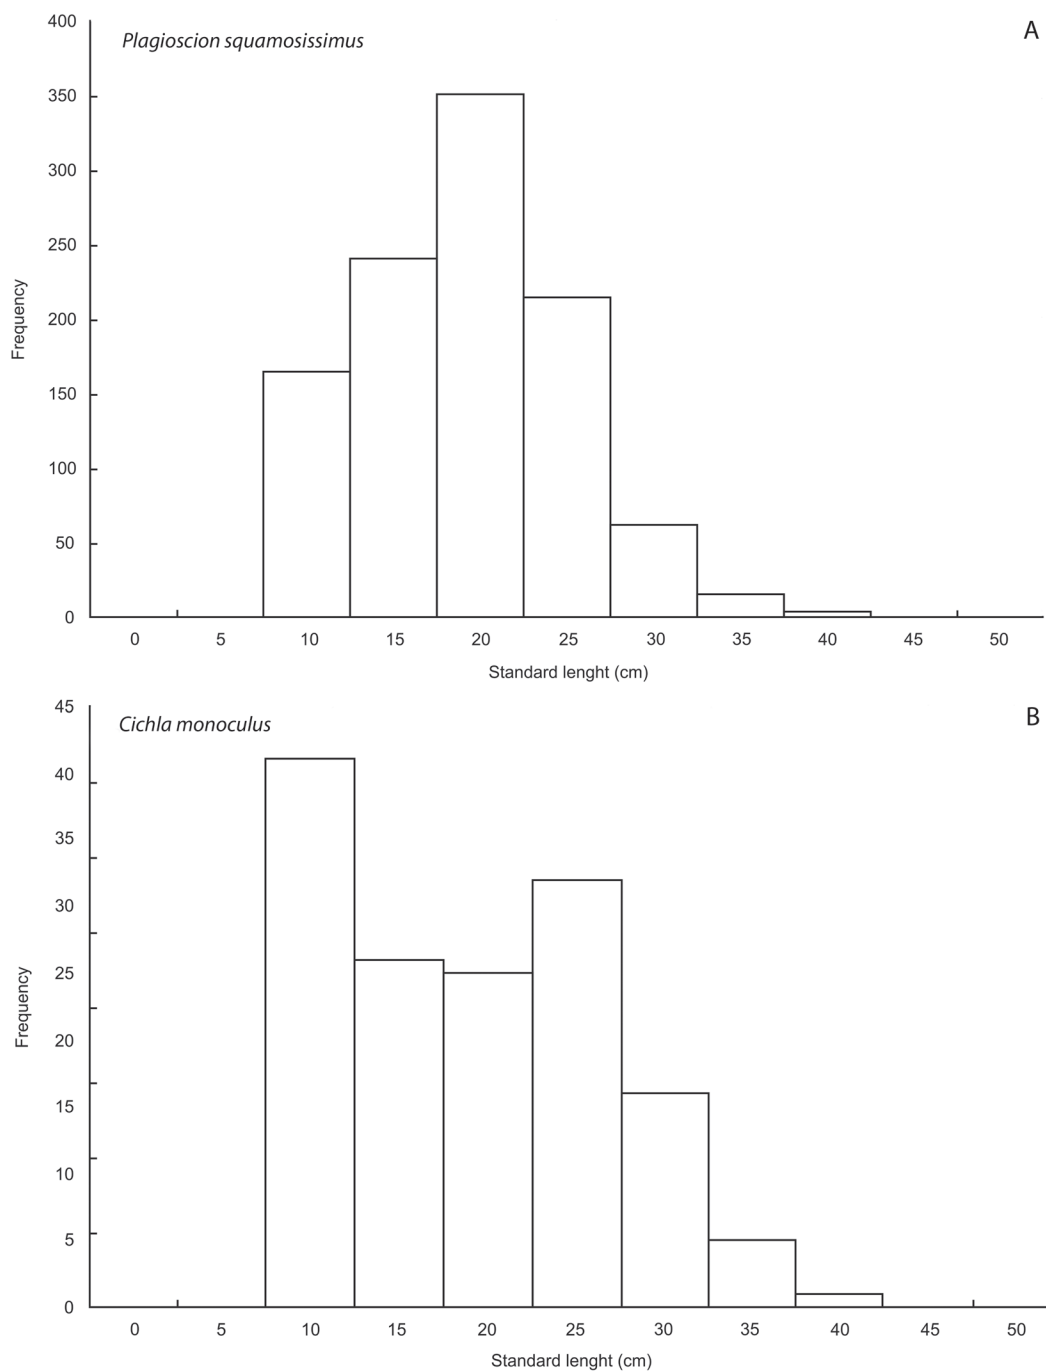 Plagioscion squamosissimus
A
400
350
300
250
200
150
100
50
0
Frequency
0 5 10 15 20 25 30 35 40 45 50
Standard lenght (cm)
Cichla monoculus
B
45
40
35
30
25
20
15
10
5
0
Frequency
0 5 10 15 20 25 30 35 40 45 50
Standard lenght (cm)